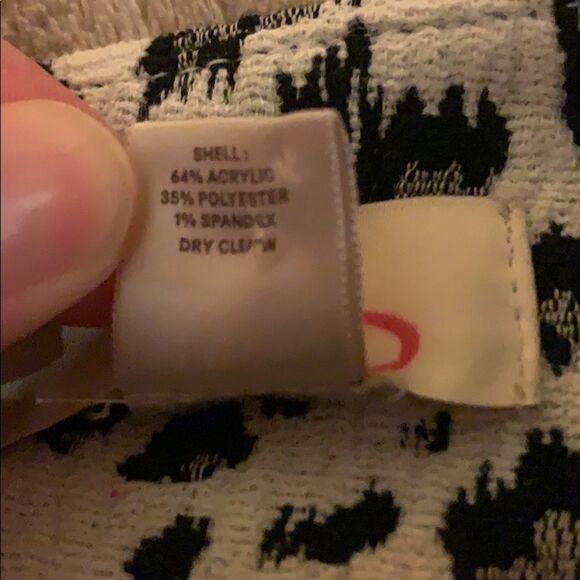 SHELL:
64% ACRYLIC
35% POLYESTER
1% SPANDEX
DRY CLEAN